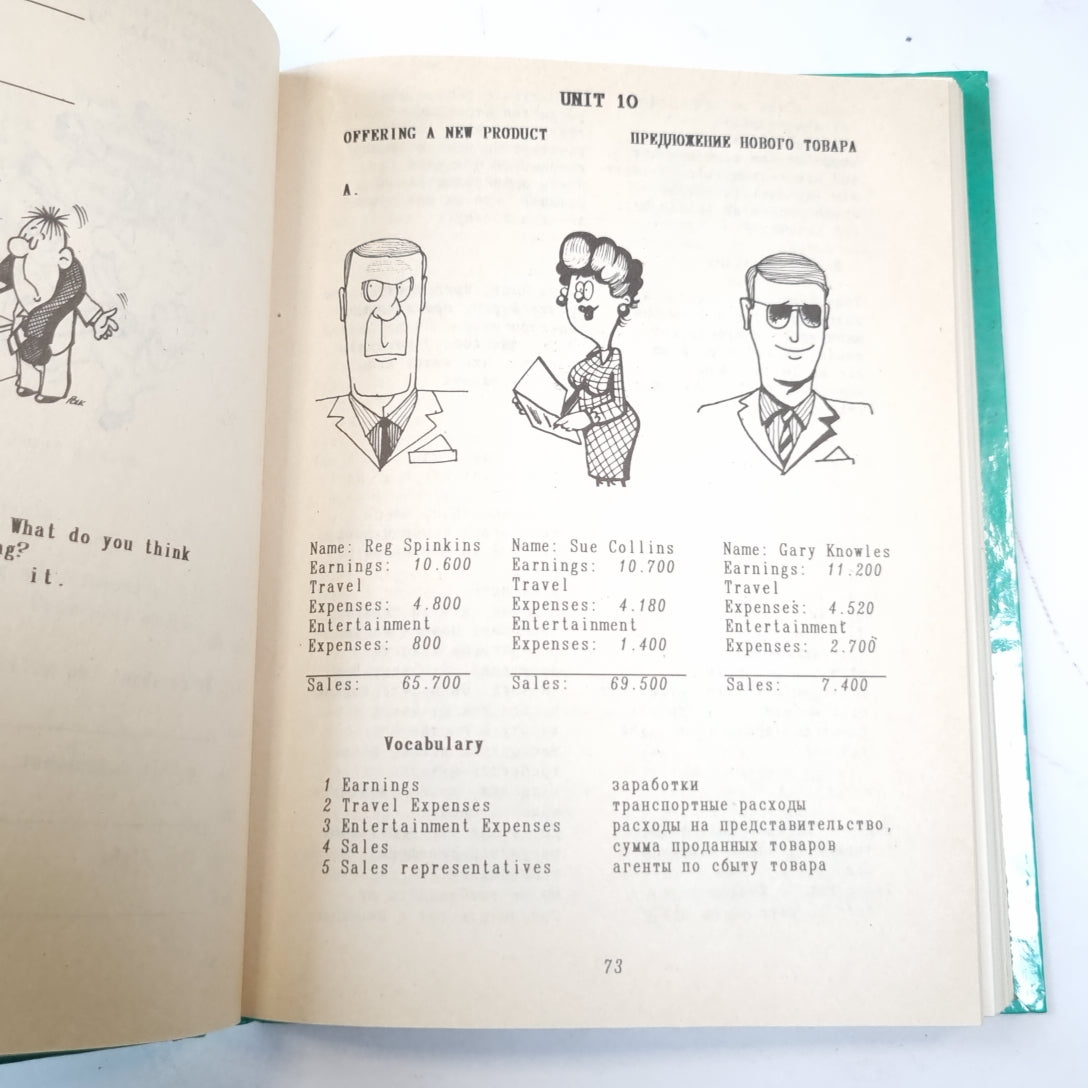 What do you think
g?
it.
UNIT 10
OFFERING A NEW PRODUCT ПРЕДЛОЖЕНИЕ НОВОГО ТОВАРА
A.
Name: Reg Spinkins
Earnings: 10.600
Travel
Expenses: 4.800
Entertainment
Expenses: 800
Sales: 65.700
Name: Sue Collins
Earnings: 10.700
Travel
Expenses: 4.180
Entertainment
Expenses: 1.400
Sales: 69.500
Name: Gary Knowles
Earnings: 11.200
Travel
Expenses: 4.520
Entertainment
Expenses: 2.700
Sales: 7.400
Vocabulary
1 Earnings заработки
2 Travel Expenses транспортные расходы
3 Entertainment Expenses расходы на представительство,
4 Sales сумма проданных товаров
5 Sales representatives агенты по сбыту товара
73